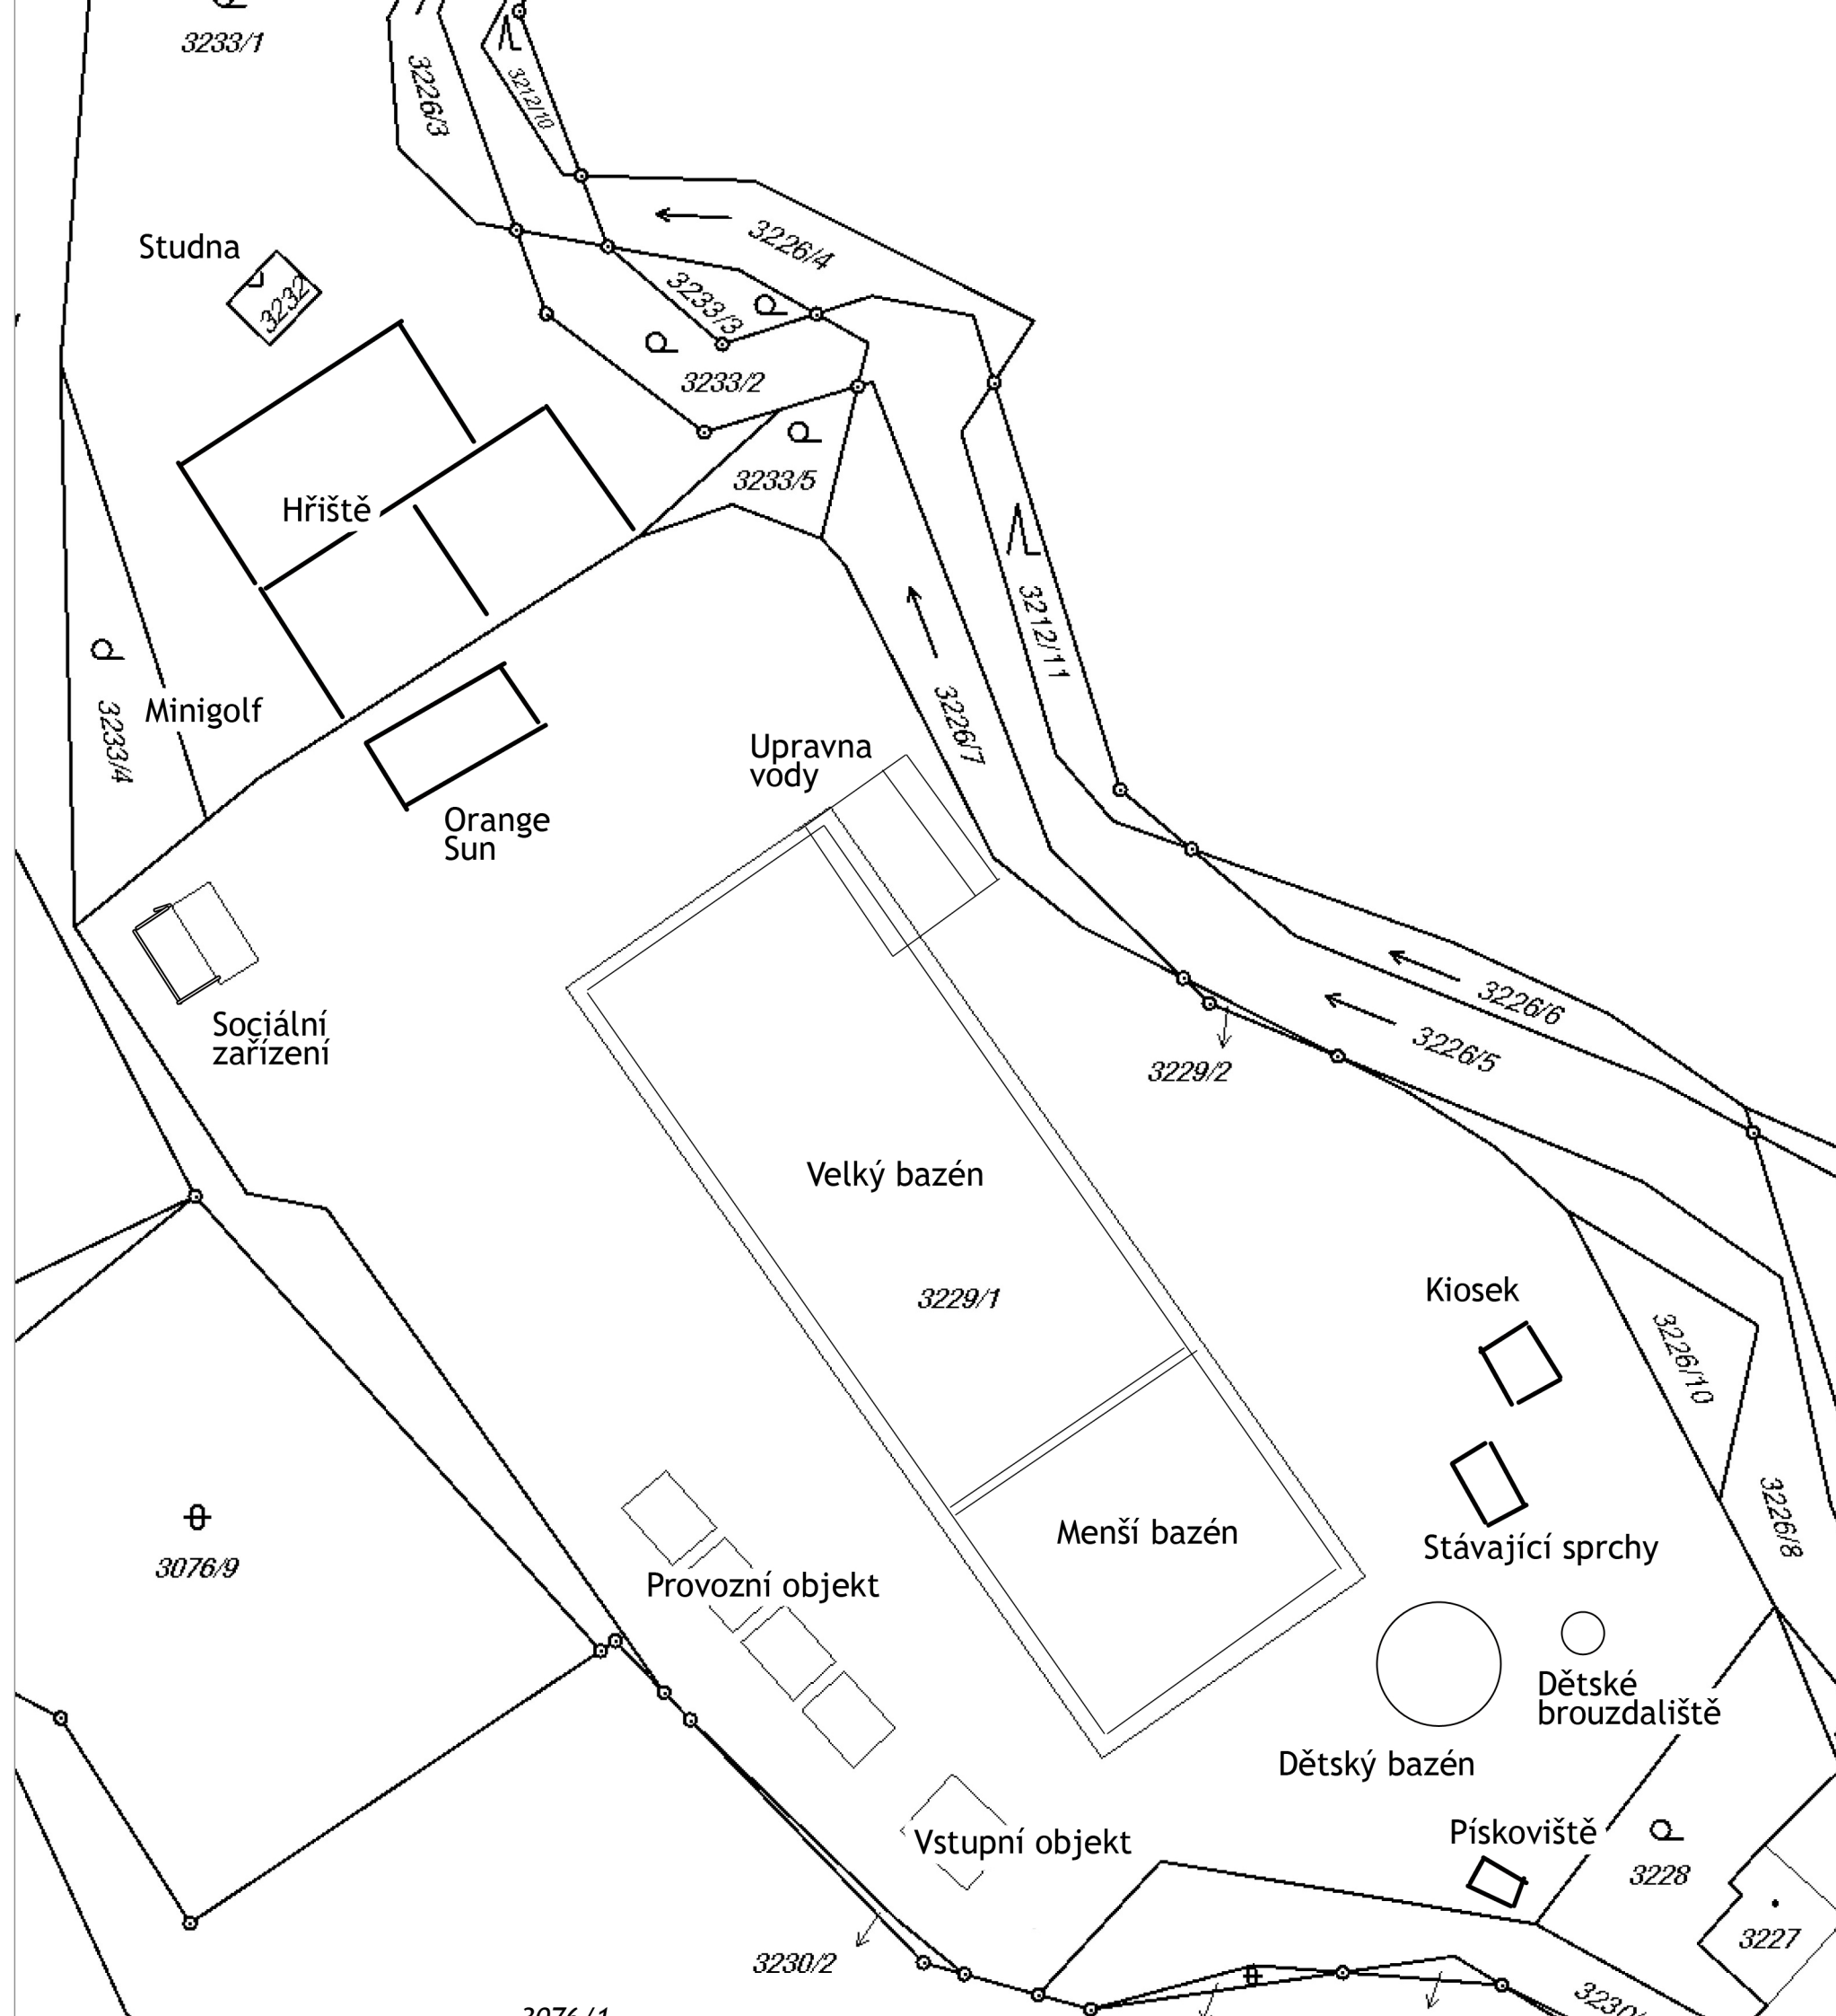 3233/1
3226/3
3212/10
3226/4
Studna
3232
3233/3
3233/2
3233/5
Hřiště
3212/11
Minigolf
3233/4
3226/7
Upravna
vody
Orange
Sun
Sociální
zařízení
3226/6
3226/5
3229/2
Velký bazén
3229/1
Kiosek
3226/10
Menší bazén
Stávající sprchy
3226/8
3076/9
Provozní objekt
Dětské
brouzdaliště
Dětský bazén
Vstupní objekt
Pískoviště
3228
3227
3230/2
3076/1